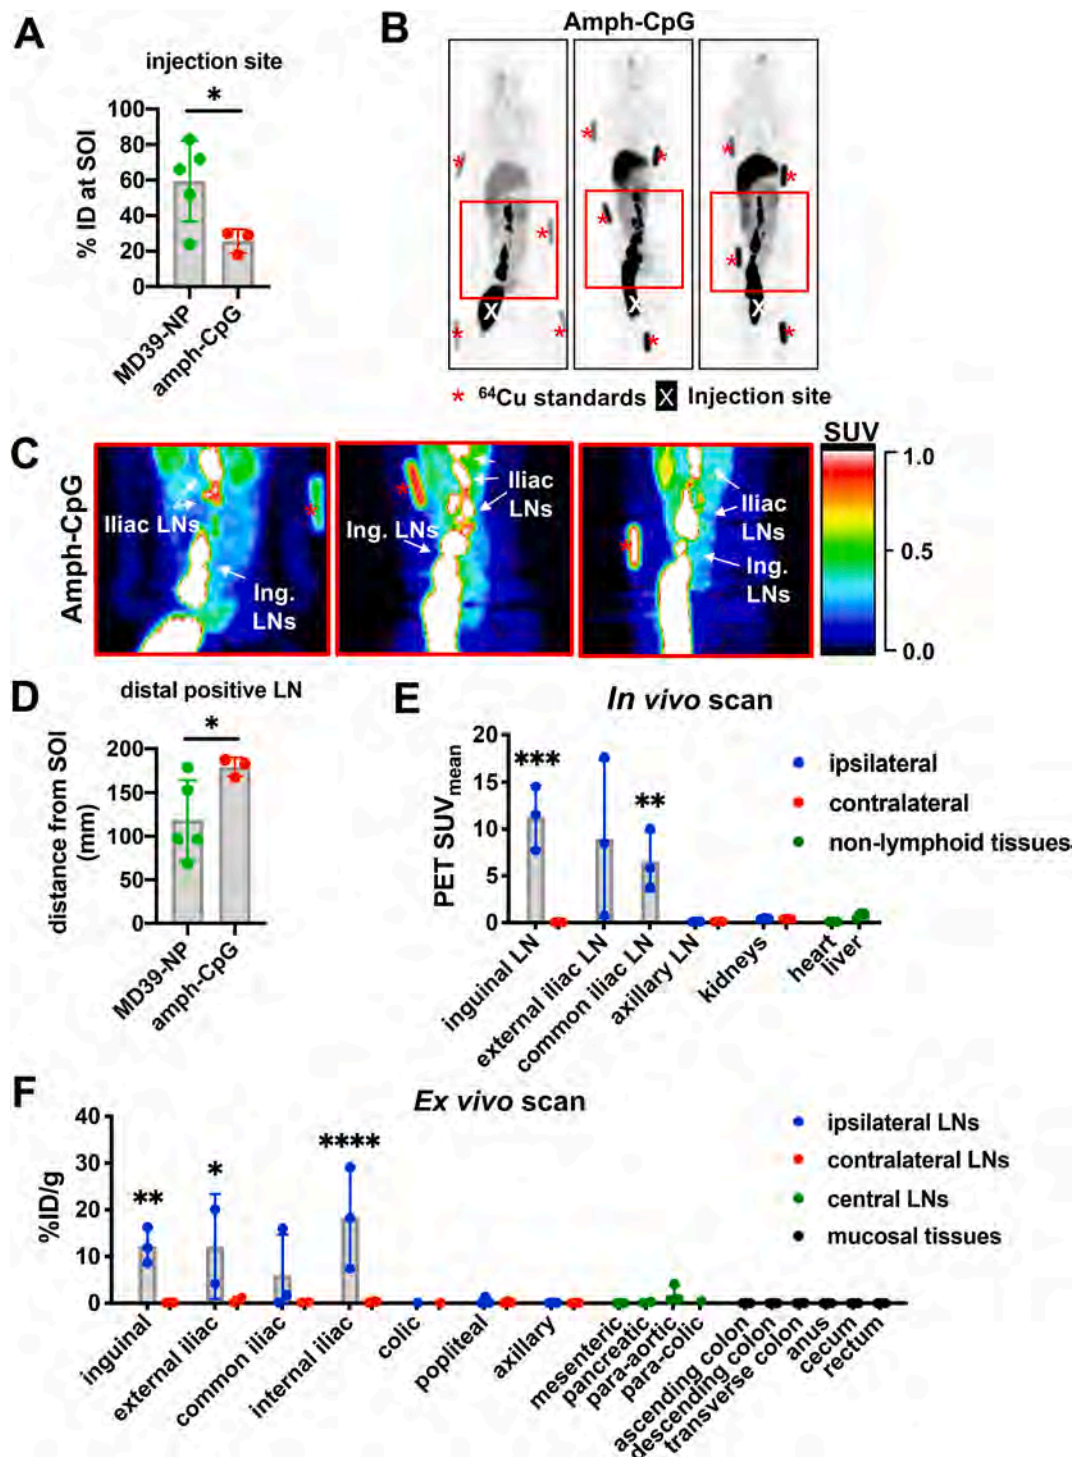 A
injection site
*
% ID at SOI
100
80
60
40
20
0
MD39-NP
amph-CpG
B
Amph-CpG
*
*
*
*
X
*
*
*
*
X
*
*
*
*
X
*
* ⁶⁴Cu standards X Injection site
C
Amph-CpG
Iliac LNs
*
Ing.
LNs
*
Iliac
LNs
Ing. LNs
*
Iliac
LNs
Ing.
LNs
SUV
1.0
0.5
0.0
D
distal positive LN
*
distance from SOI
(mm)
200
150
100
50
0
MD39-NP
amph-CpG
E
In vivo scan
PET SUVmean
20
15
10
5
0
***
**
ipsilateral
contralateral
non-lymphoid tissues
inguinal LN
external iliac LN
common iliac LN
axillary LN
kidneys
heart
liver
F
Ex vivo scan
%ID/g
40
30
20
10
0
**
*
****
ipsilateral LNs
contralateral LNs
central LNs
mucosal tissues
inguinal
external iliac
common iliac
internal iliac
colic
popliteal
axillary
mesenteric
pancreatic
para-aortic
para-colic
ascending colon
descending colon
transverse colon
anus
cecum
rectum